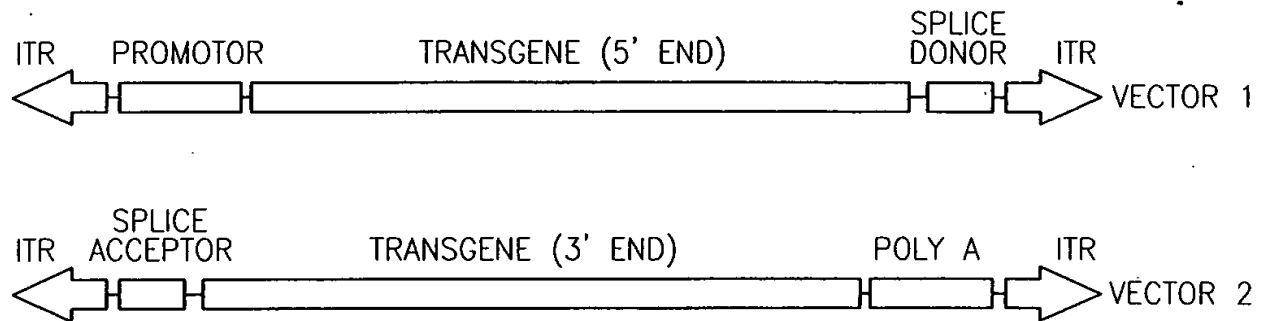 ITR PROMOTOR TRANSGENE (5' END) SPLICE DONOR ITR
VECTOR 1
ITR SPLICE ACCEPTOR TRANSGENE (3' END) POLY A ITR
VECTOR 2